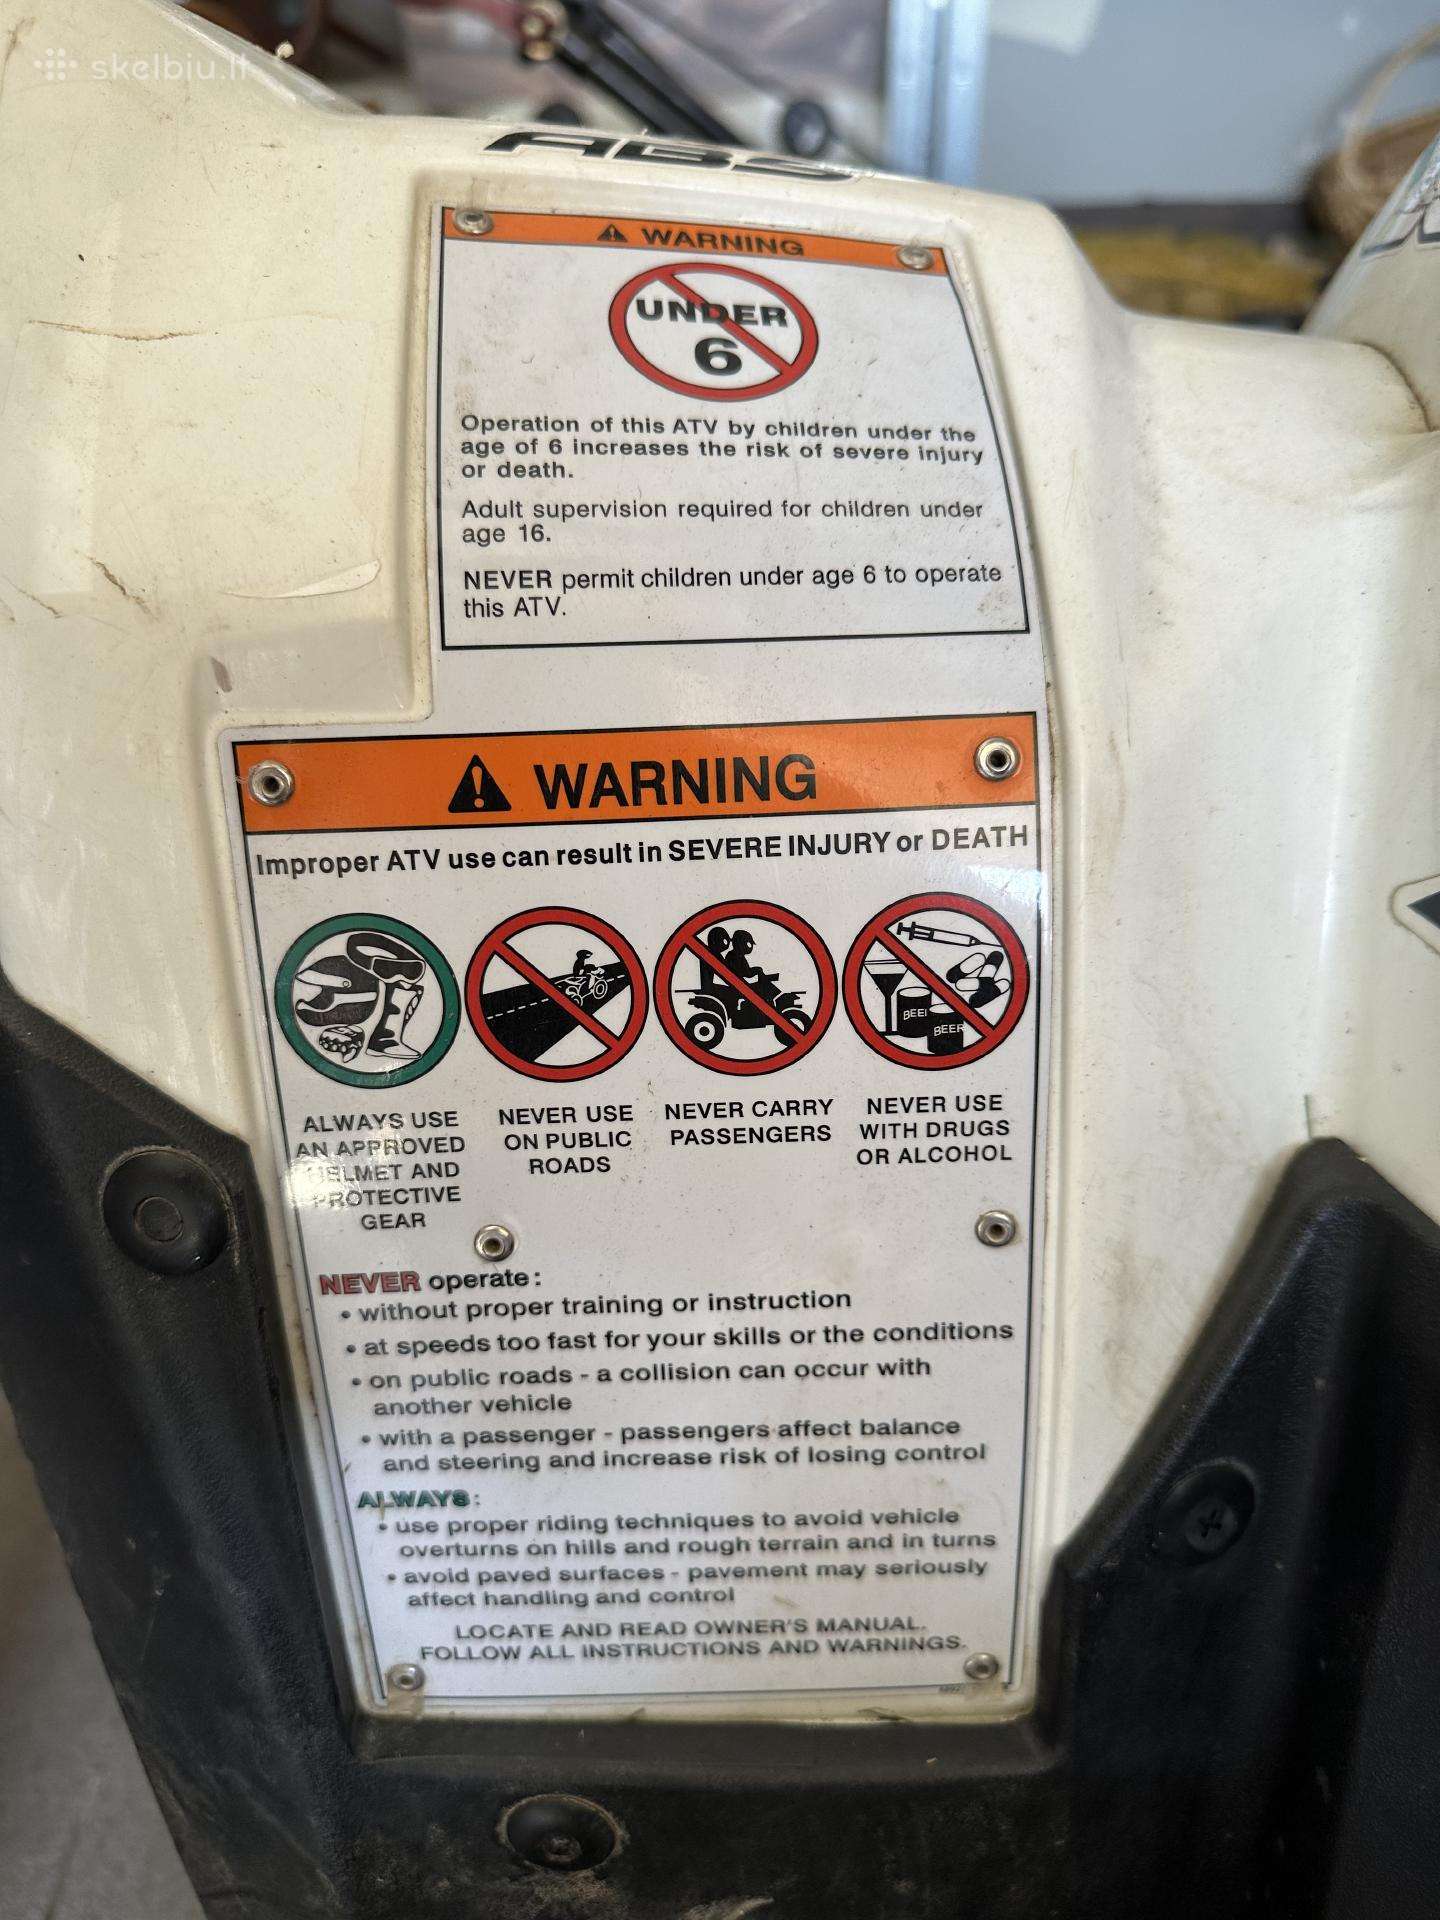 skelbiu.lt
ABS
WARNING
UNDER
6
Operation of this ATV by children under the
age of 6 increases the risk of severe injury
or death.
Adult supervision required for children under
age 16.
NEVER permit children under age 6 to operate
this ATV.
WARNING
Improper ATV use can result in SEVERE INJURY or DEATH
BEER
BEER
ALWAYS USE
AN APPROVED
HELMET AND
PROTECTIVE
GEAR
NEVER USE
ON PUBLIC
ROADS
NEVER CARRY
PASSENGERS
NEVER USE
WITH DRUGS
OR ALCOHOL
NEVER operate:
• without proper training or instruction
• at speeds too fast for your skills or the conditions
• on public roads - a collision can occur with
another vehicle
• with a passenger - passengers affect balance
and steering and increase risk of losing control
ALWAYS:
• use proper riding techniques to avoid vehicle
overturns on hills and rough terrain and in turns
• avoid paved surfaces - pavement may seriously
affect handling and control
LOCATE AND READ OWNER'S MANUAL.
FOLLOW ALL INSTRUCTIONS AND WARNINGS.